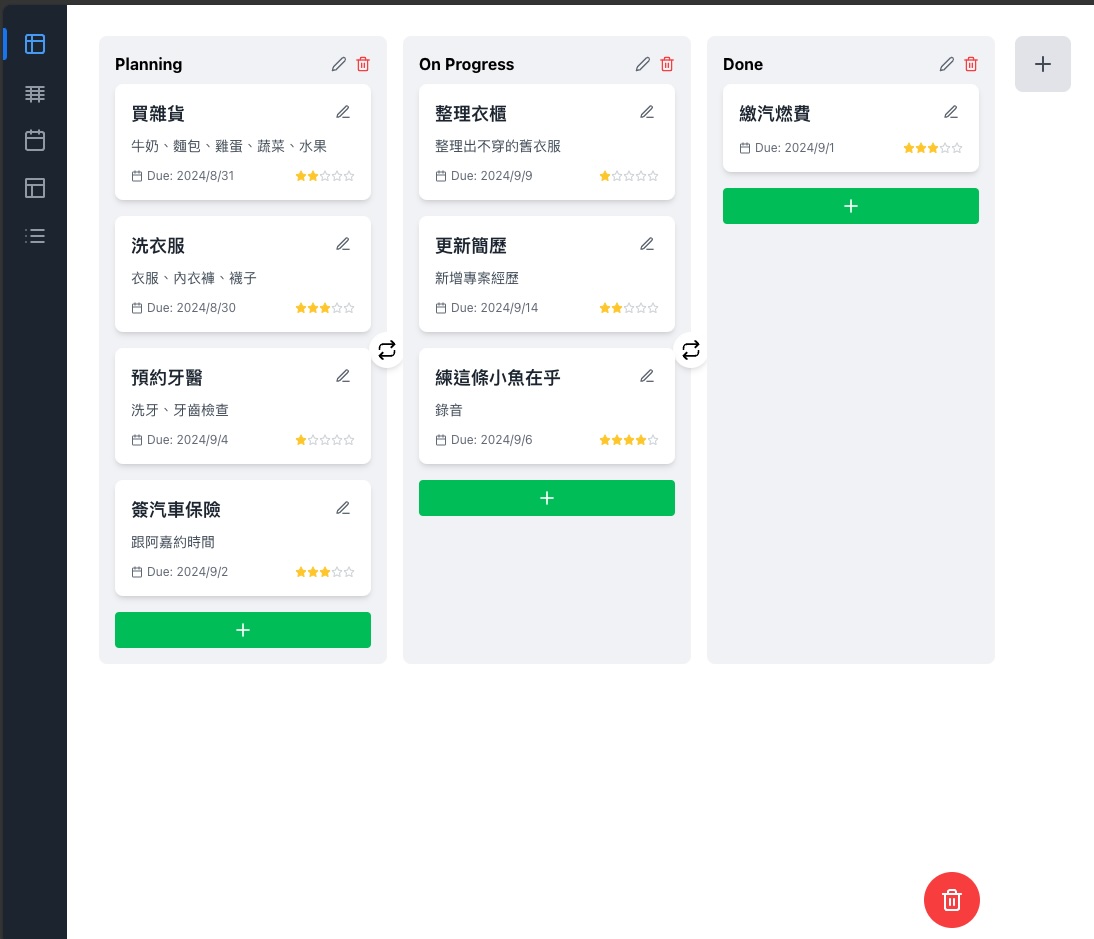 Planning
買雜貨
牛奶、麵包、雞蛋、蔬菜、水果
Due: 2024/8/31
洗衣服
衣服、內衣褲、襪子
Due: 2024/8/30
預約牙醫
洗牙、牙齒檢查
Due: 2024/9/4
簽汽車保險
跟阿嘉約時間
Due: 2024/9/2
On Progress
整理衣櫃
整理出不穿的舊衣服
Due: 2024/9/9
更新簡歷
新增專案經歷
Due: 2024/9/14
練這條小魚在乎
錄音
Due: 2024/9/6
Done
繳汽燃費
Due: 2024/9/1